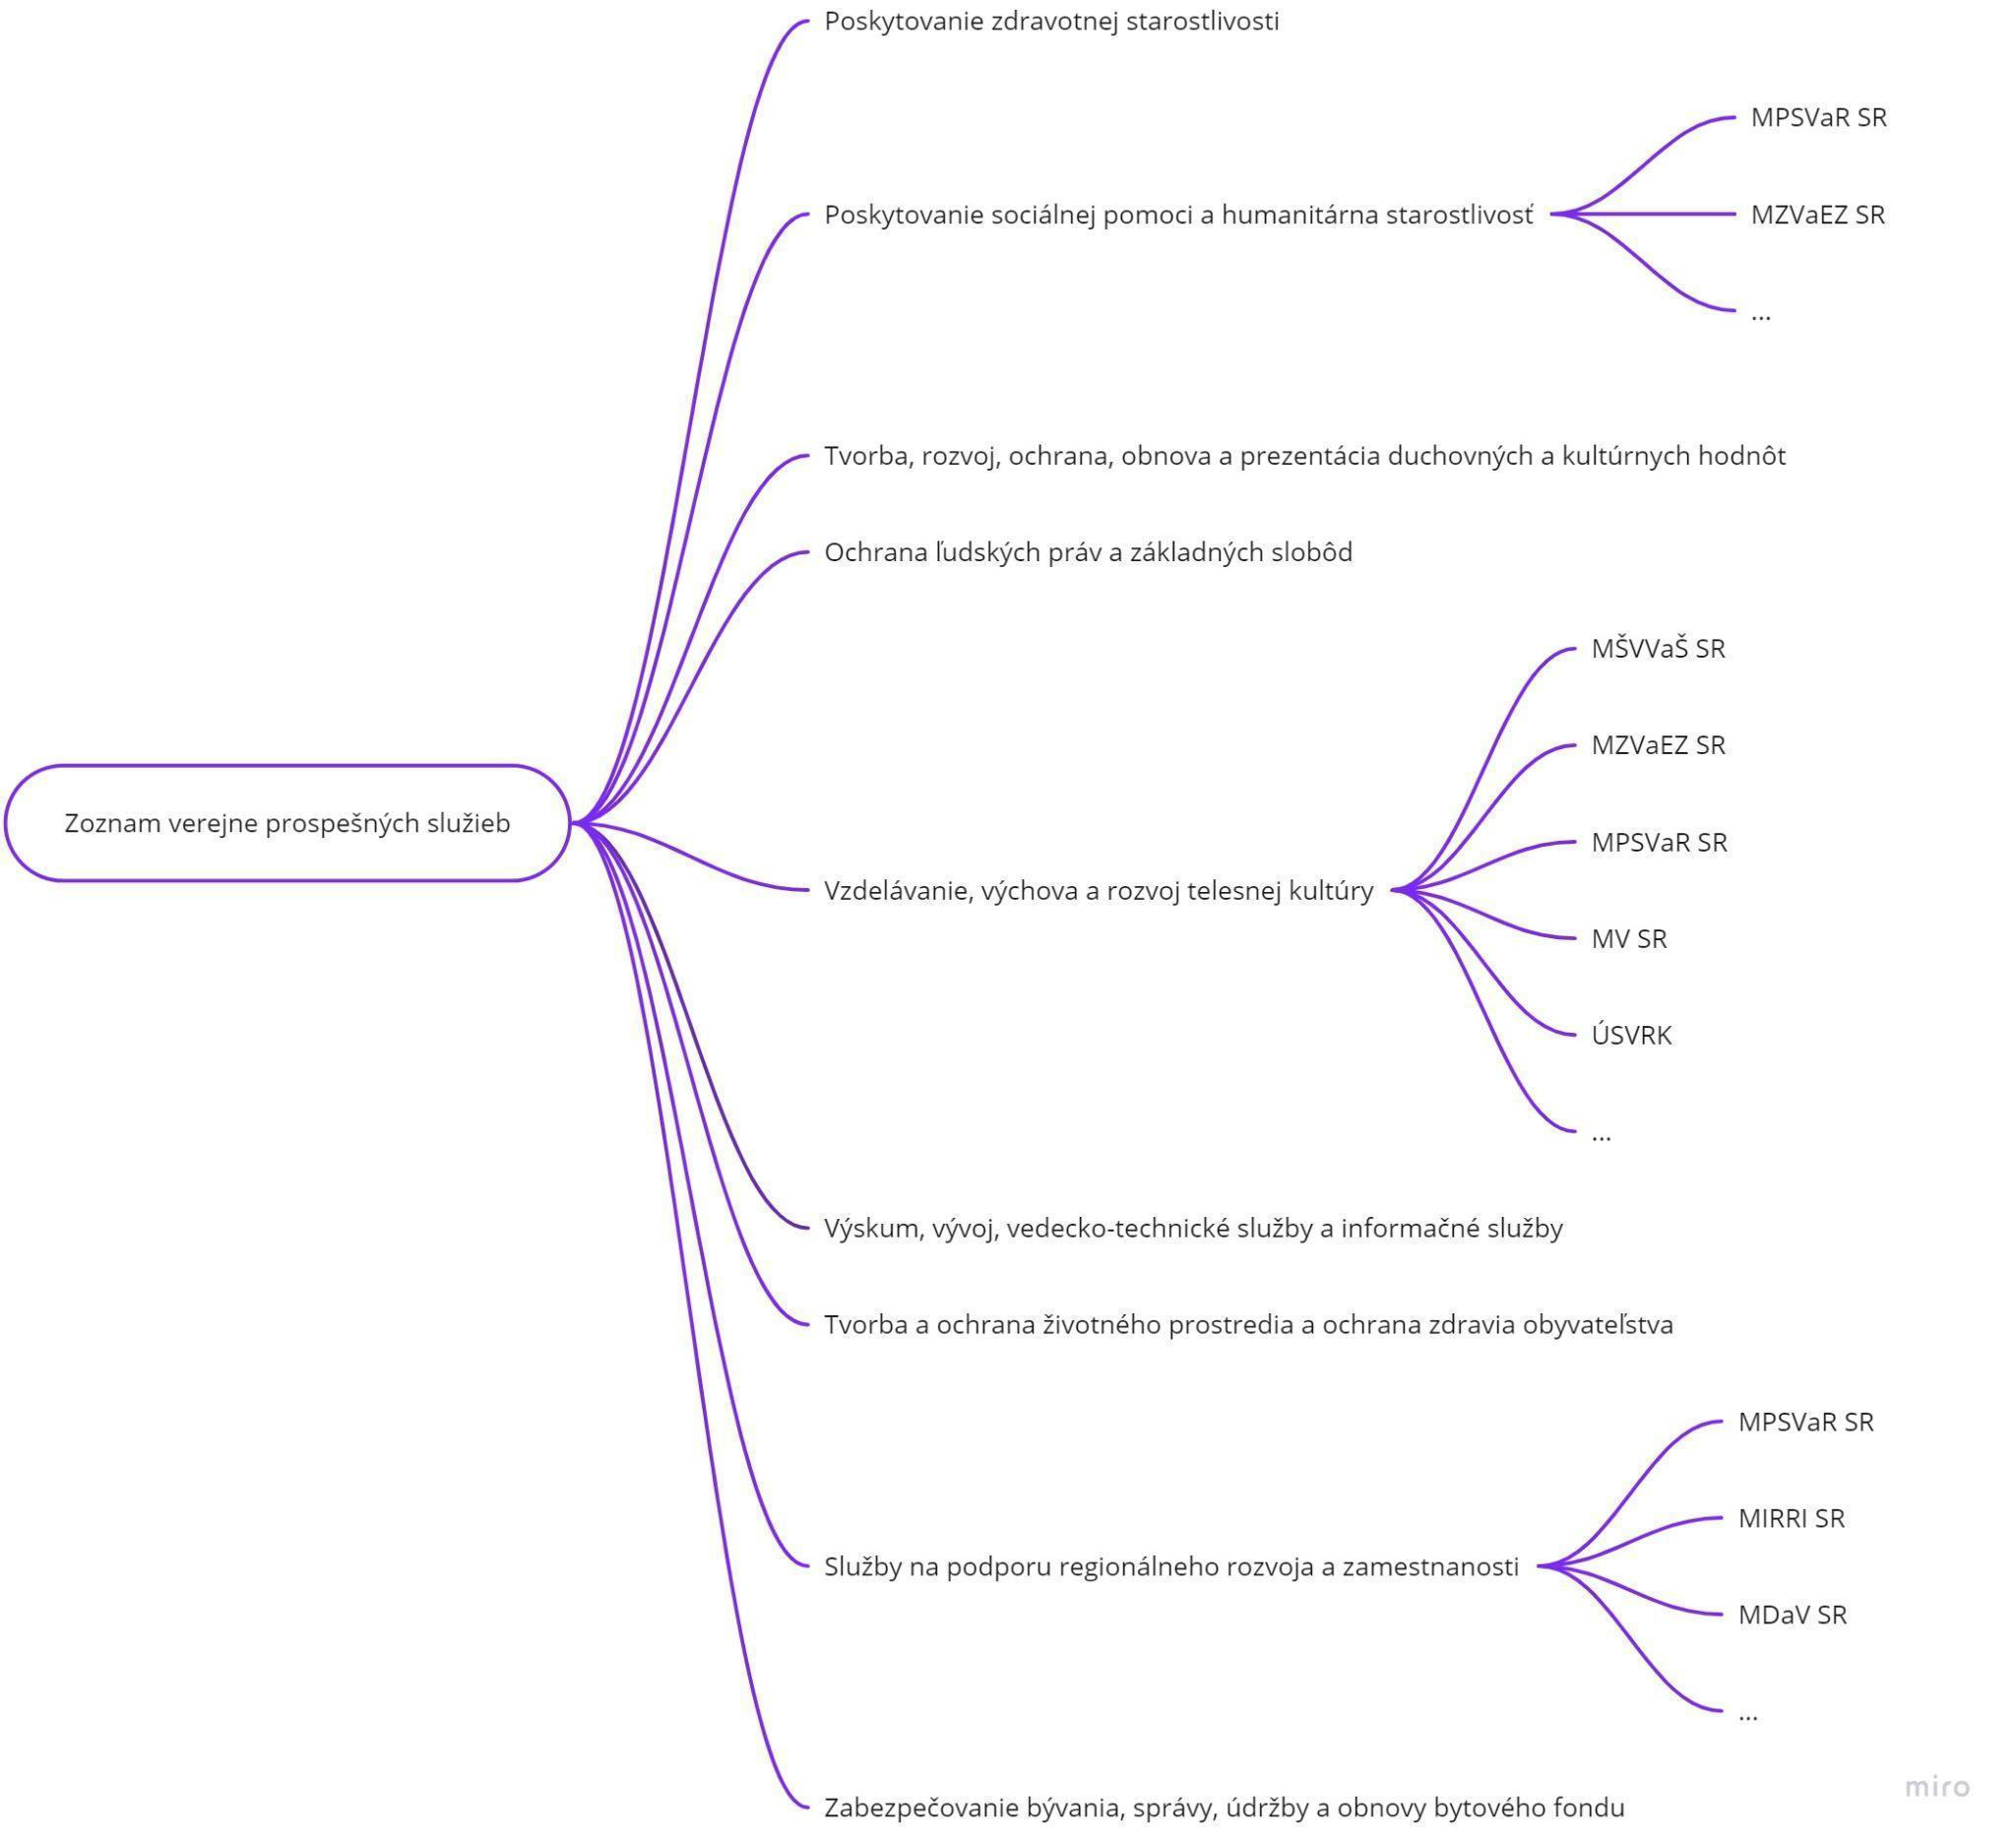 Zoznam verejne prospešných služieb
Poskytovanie zdravotnej starostlivosti
Poskytovanie sociálnej pomoci a humanitárna starostlivosť
MPSVaR SR
MZVaEZ SR
...
Tvorba, rozvoj, ochrana, obnova a prezentácia duchovných a kultúrnych hodnôt
Ochrana ľudských práv a základných slobôd
Vzdelávanie, výchova a rozvoj telesnej kultúry
MŠVVaŠ SR
MZVaEZ SR
MPSVaR SR
MV SR
ÚSVRK
...
Výskum, vývoj, vedecko-technické služby a informačné služby
Tvorba a ochrana životného prostredia a ochrana zdravia obyvateľstva
Služby na podporu regionálneho rozvoja a zamestnanosti
MPSVaR SR
MIRRI SR
MDaV SR
...
Zabezpečovanie bývania, správy, údržby a obnovy bytového fondu
miro